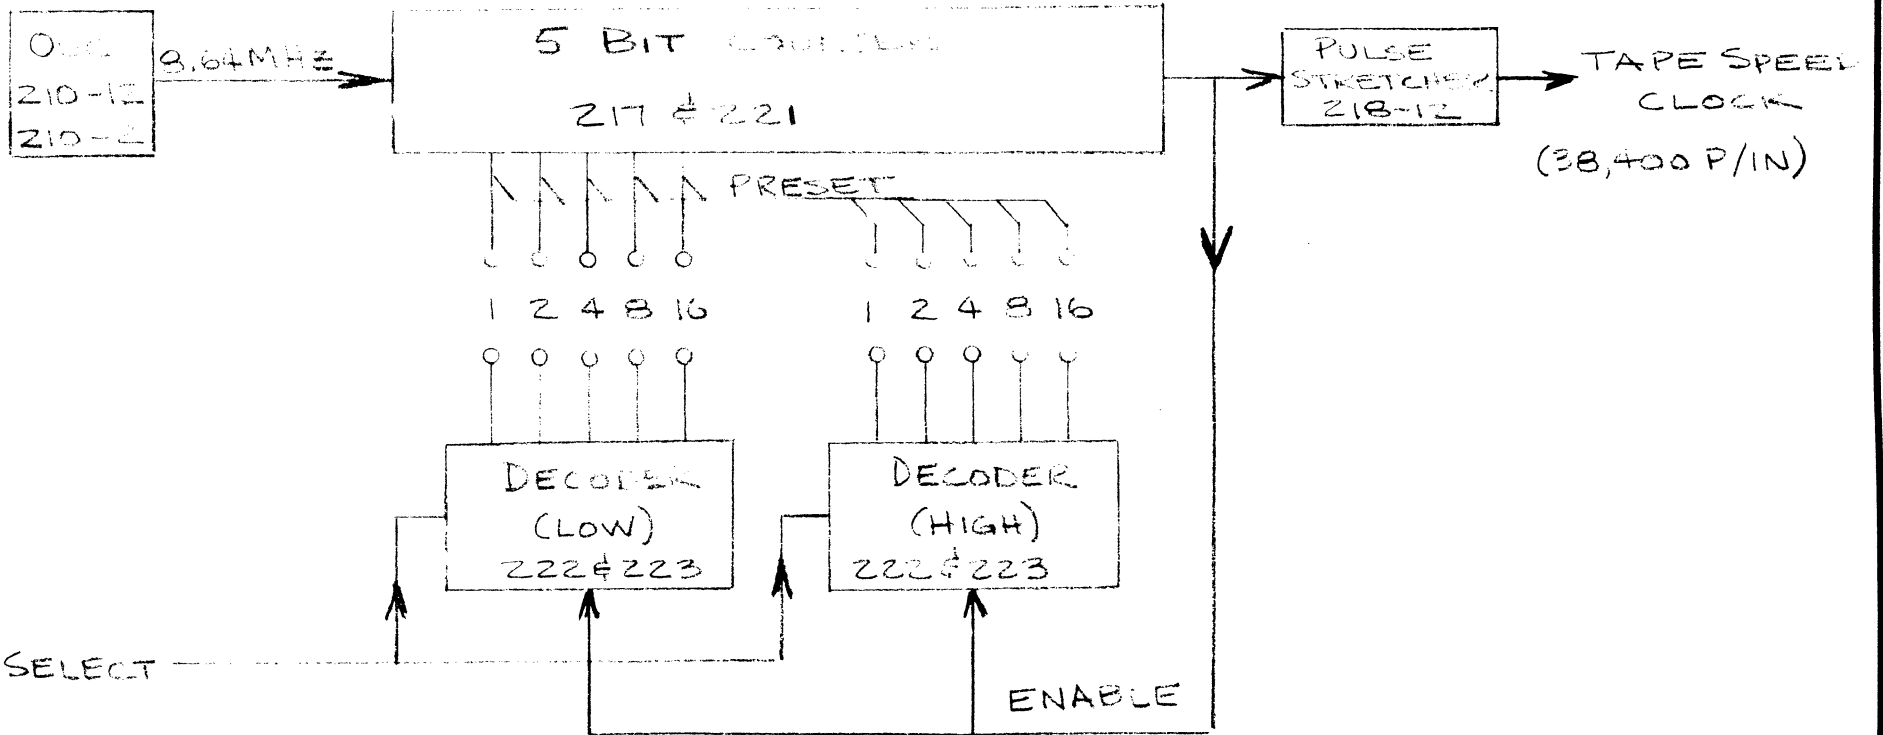 OSC
210-12
210-2
8.64MHZ
5 BIT COUNTER
217 & 221
PULSE
STRETCHER
218-12
TAPE SPEED
CLOCK
(38,400 P/IN)
PRESET
1 2 4 8 16
1 2 4 8 16
DECODER
(LOW)
222 & 223
DECODER
(HIGH)
222 & 223
SELECT
ENABLE